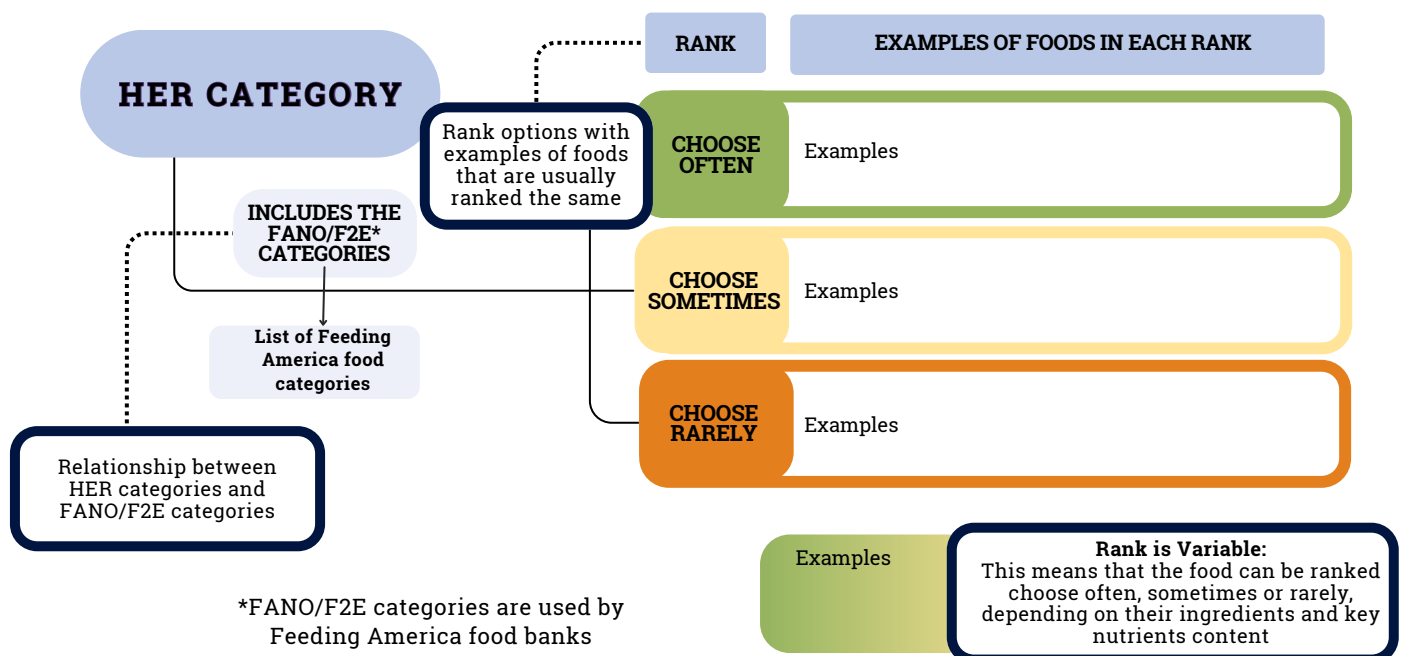 HER CATEGORY
RANK
EXAMPLES OF FOODS IN EACH RANK
Rank options with
examples of foods
that are usually
ranked the same
CHOOSE
OFTEN
Examples
INCLUDES THE
FANO/F2E*
CATEGORIES
List of Feeding
America food
categories
CHOOSE
SOMETIMES
Examples
CHOOSE
RARELY
Examples
Relationship between
HER categories and
FANO/F2E categories
*FANO/F2E categories are used by
Feeding America food banks
Examples
Rank is Variable:
This means that the food can be ranked
choose often, sometimes or rarely,
depending on their ingredients and key
nutrients content